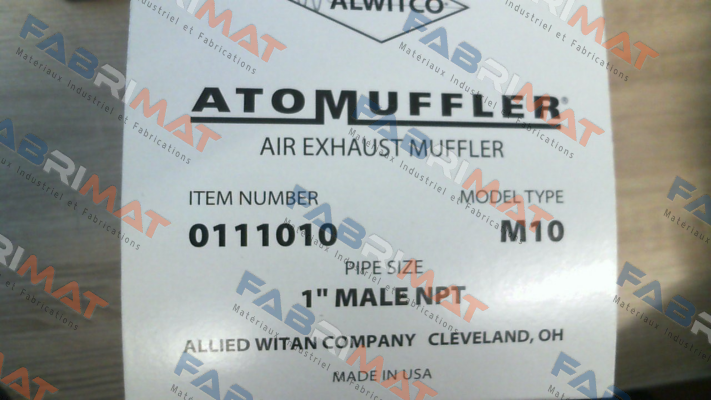 ALWITCO
ATOMUFFLER®
AIR EXHAUST MUFFLER
ITEM NUMBER MODEL TYPE
0111010 M10
PIPE SIZE
1" MALE NPT
ALLIED WITAN COMPANY CLEVELAND, OH
MADE IN USA
FABRIMAT
Materiaux Industriel et Fabrications